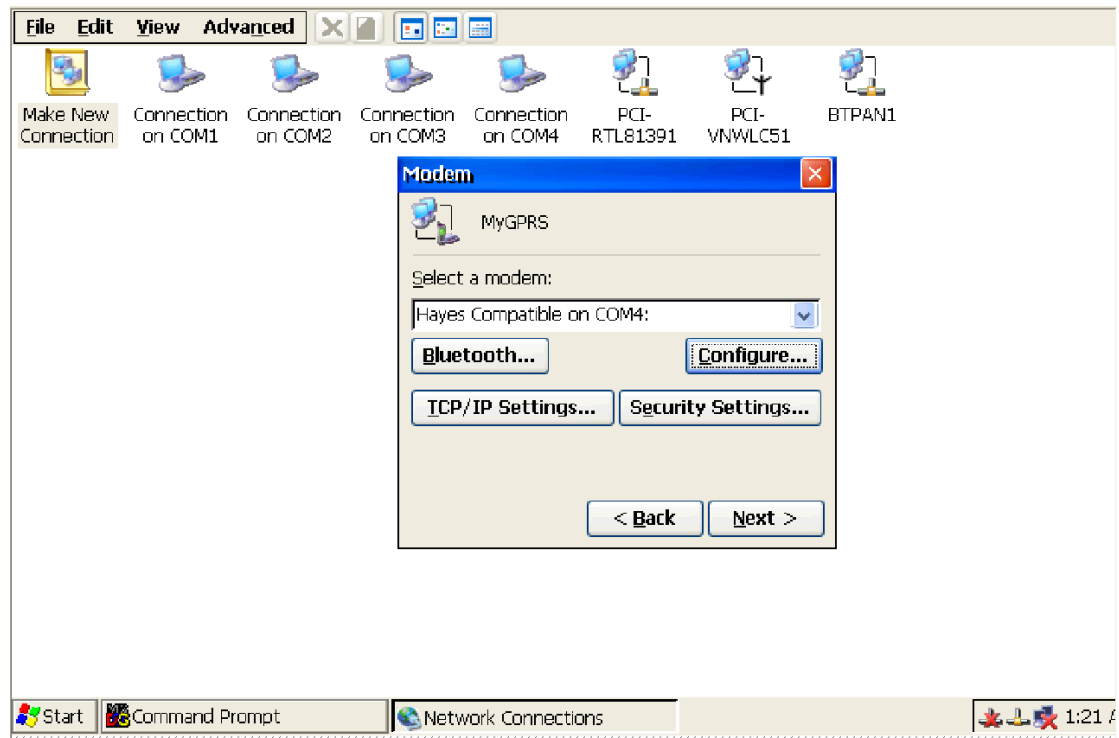 File Edit View Advanced
Make New Connection
Connection on COM1
Connection on COM2
Connection on COM3
Connection on COM4
PCI-RTL81391
PCI-VNWLC51
BTPAN1
Modem
MyGPRS
Select a modem:
Hayes Compatible on COM4:
Bluetooth... Configure...
TCP/IP Settings... Security Settings...
< Back Next >
Start Command Prompt Network Connections 1:21